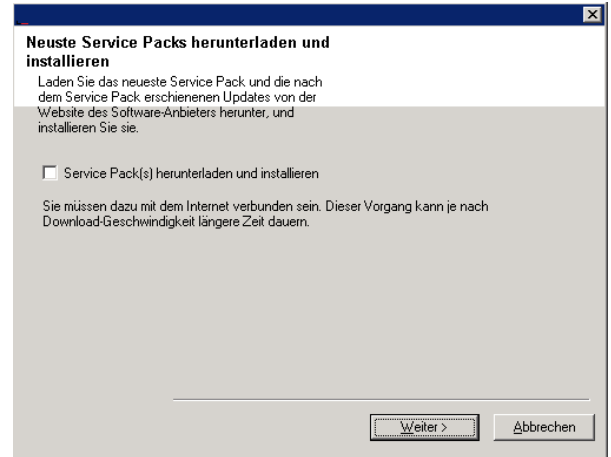 Neuste Service Packs herunterladen und
installieren
Laden Sie das neueste Service Pack und die nach
dem Service Pack erschienenen Updates von der
Website des Software-Anbieters herunter, und
installieren Sie sie.
Service Pack(s) herunterladen und installieren
Sie müssen dazu mit dem Internet verbunden sein. Dieser Vorgang kann je nach
Download-Geschwindigkeit längere Zeit dauern.
Weiter >
Abbrechen